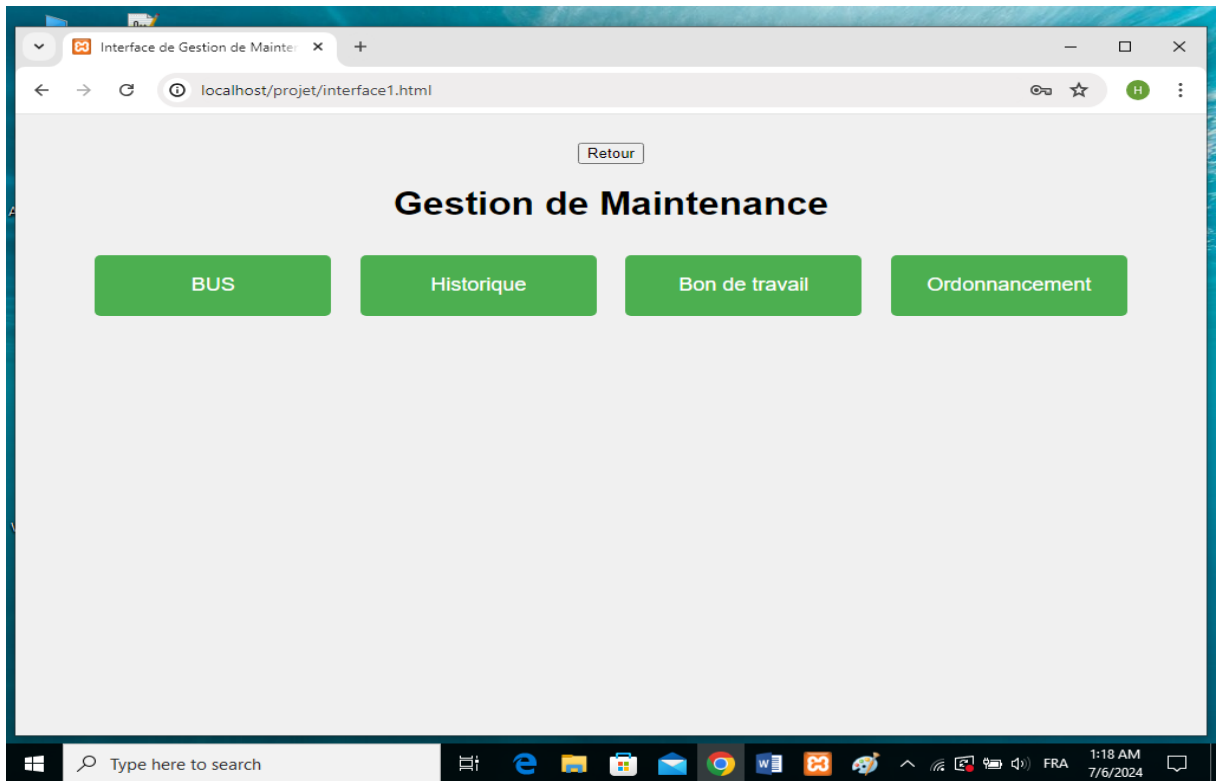 Interface de Gestion de Mainter
localhost/projet/interface1.html
H
Retour
Gestion de Maintenance
BUS Historique Bon de travail Ordonnancement
Type here to search
FRA
1:18 AM
7/6/2024